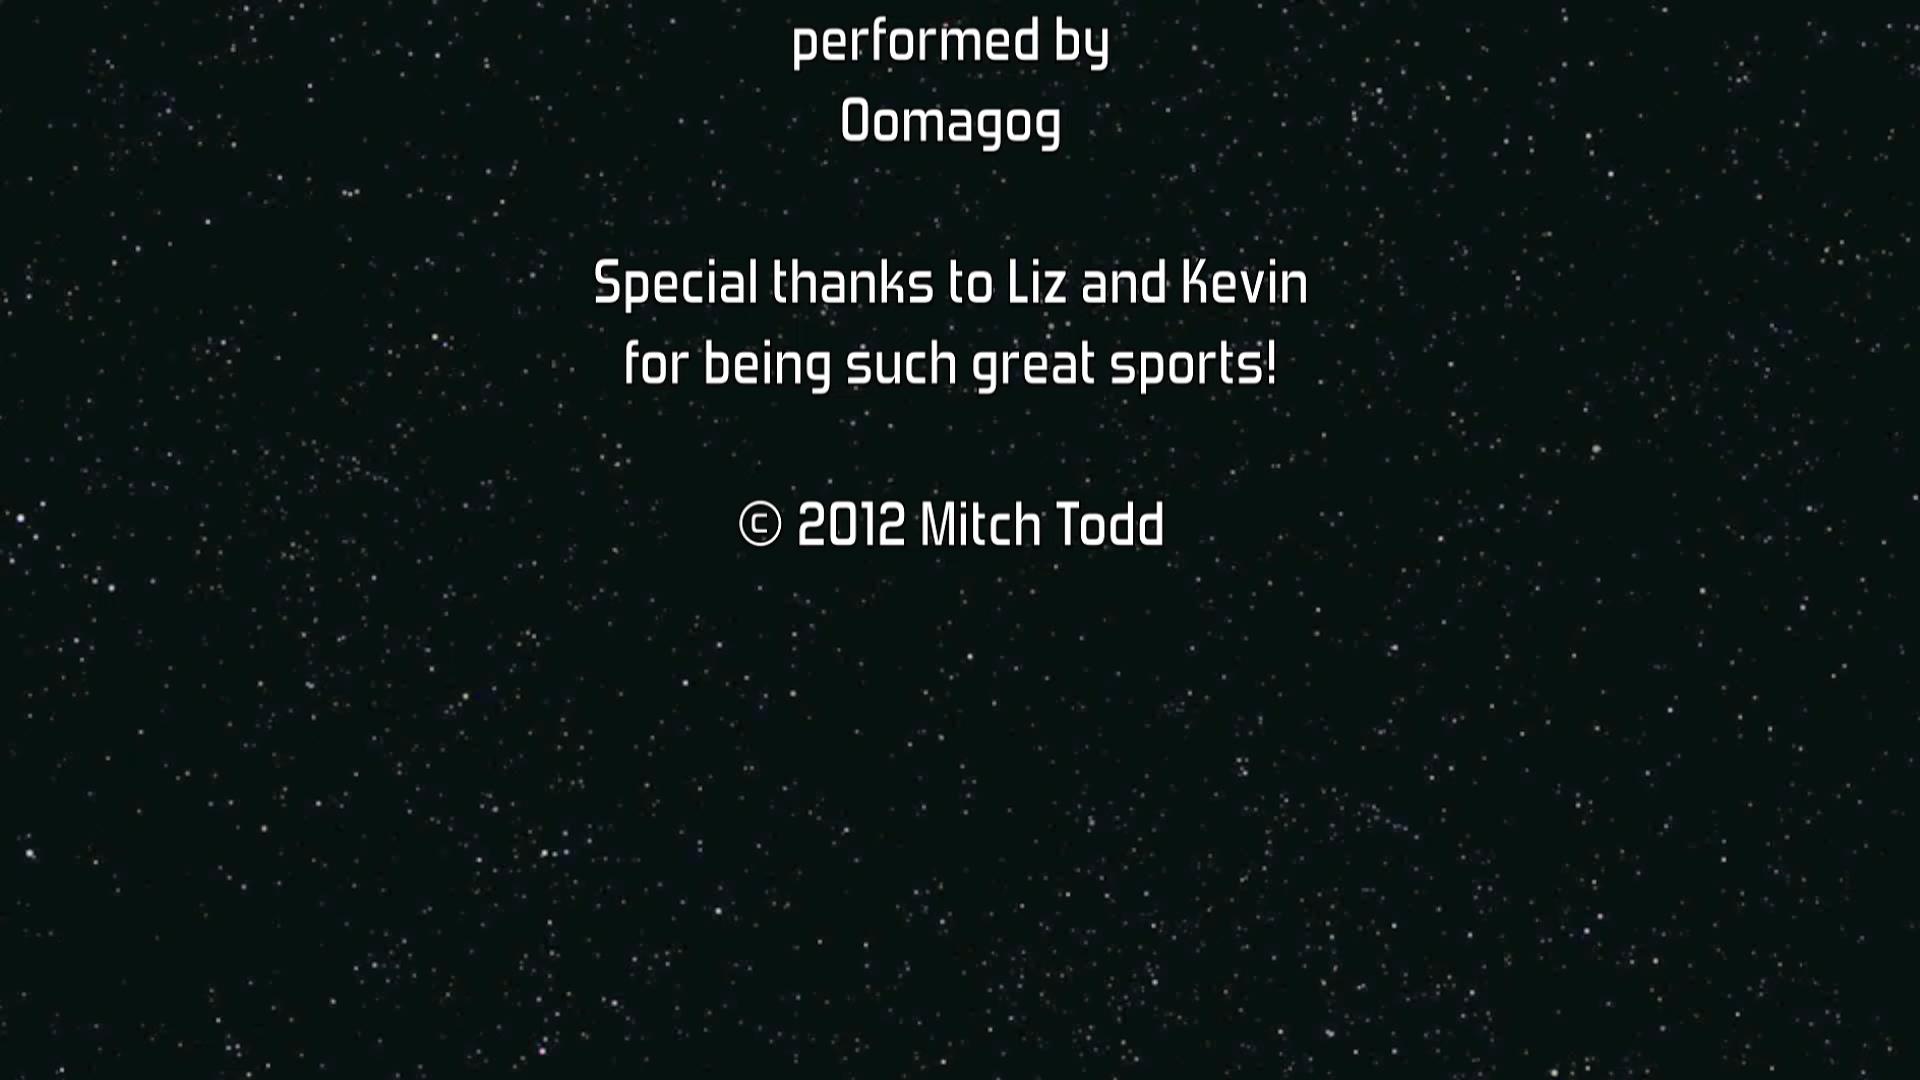 performed by
Oomagog
Special thanks to Liz and Kevin
for being such great sports!
© 2012 Mitch Todd